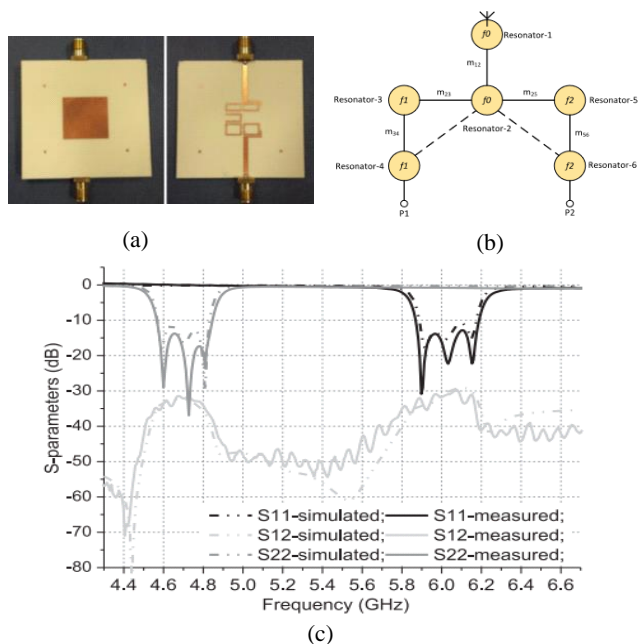 (a)
f0
Resonator-1
m12
Resonator-3
f1
m23
f0
m25
f2
Resonator-5
m34
Resonator-2
m56
Resonator-4
f1
f2
Resonator-6
P1
P2
(b)
0
-10
-20
-30
-40
-50
-60
-70
-80
S-parameters (dB)
S11-simulated; S11-measured;
S12-simulated; S12-measured;
S22-simulated; S22-measured;
4.4 4.6 4.8 5.0 5.2 5.4 5.6 5.8 6.0 6.2 6.4 6.6
Frequency (GHz)
(c)